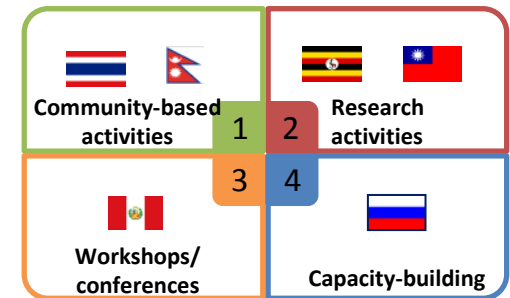 Community-based
activities
1
2
Research
activities
3
4
Workshops/
conferences
Capacity-building